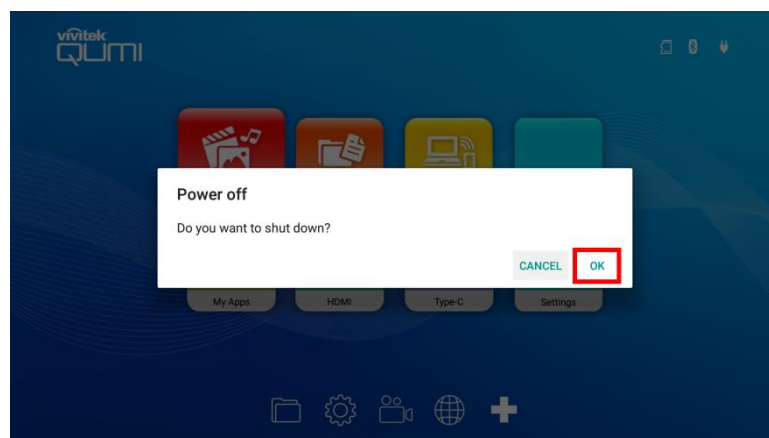 vivitek
QUMI
Power off
Do you want to shut down?
CANCEL OK
My Apps HDMI Type-C Settings